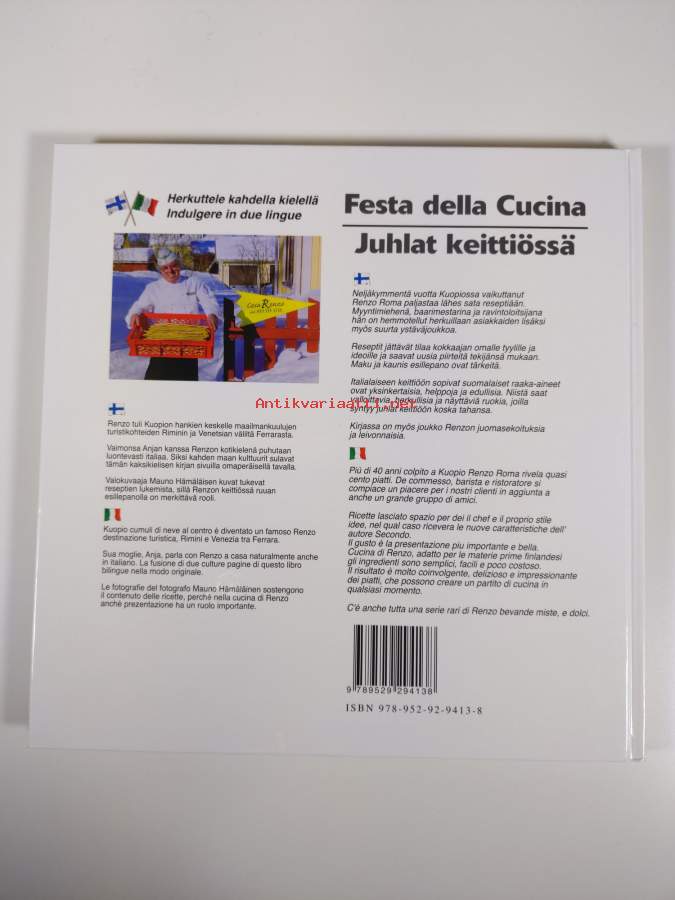 Herkuttele kahdella kielellä
Indulgere in due lingue
Casa Renzo
Renzo tuli Kuopion hankien keskelle maailmankuulujen
turistikohteiden Riminin ja Venetsian väliltä Ferrarasta.
Vaimonsa Anjan kanssa Renzon kotikielenä puhutaan
luontevasti italiaa. Siksi kahden maan kulttuurit sulavat
tämän kaksikielisen kirjan sivuilla omaperäisellä tavalla.
Valokuvaaja Mauno Hämäläisen kuvat tukevat
reseptien lukemista, sillä Renzon keittiössä ruuan
esillepanolla on merkittävä rooli.
Kuopio cumuli di neve al centro è diventato un famoso Renzo
destinazione turistica, Rimini e Venezia tra Ferrara.
Sua moglie, Anja, parla con Renzo a casa naturalmente anche
in italiano. La fusione di due culture pagine di questo libro
bilingue nella modo originale.
Le fotografie del fotografo Mauno Hämäläinen sostengono
il contenuto delle ricette, perché nella cucina di Renzo
anchè prezentazione ha un ruolo importante.
Festa della Cucina
Juhlat keittiössä
Neljäkymmentä vuotta Kuopiossa vaikuttanut
Renzo Roma paljastaa lähes sata reseptiään.
Myyntimiehenä, baarimestarina ja ravintoloitsijana
hän on hemmotellut herkuillaan asiakkaiden lisäksi
myös suurta ystäväjoukkoa.
Reseptit jättävät tilaa kokkaajan omalle tyylille ja
ideoille ja saavat uusia piirteitä tekijänsä mukaan.
Maku ja kaunis esillepano ovat tärkeitä.
Italialaiseen keittiöön sopivat suomalaiset raaka-aineet
ovat yksinkertaisia, helppoja ja edullisia. Niistä saat
valloittavia, herkullisia ja näyttäviä ruokia, joilla
syntyy juhlat keittiöön koska tahansa.
Antikvariaatti.net
Kirjassa on myös joukko Renzon juomasekoituksia
ja leivonnaisia.
Più di 40 anni colpito a Kuopio Renzo Roma rivela quasi
cento piatti. De commesso, barista e ristoratore si
compiace un piacere per i nostri clienti in aggiunta a
anche un grande gruppo di amici.
Ricette lasciato spazio per dei il chef e il proprio stile
idee, nel qual caso ricevera le nuove caratteristiche dell'
autore Secondo.
Il gusto è la presentazione piu importante e bella.
Cucina di Renzo, adatto per le materie prime finlandesi
gli ingredienti sono semplici, facili e poco costoso.
Il risultato è molto coinvolgente, delizioso e impressionante
dei piatti, che possono creare un partito di cucina in
qualsiasi momento.
C'è anche tutta una serie rari di Renzo bevande miste, e dolci.
9 789529 294138
ISBN 978-952-92-9413-8